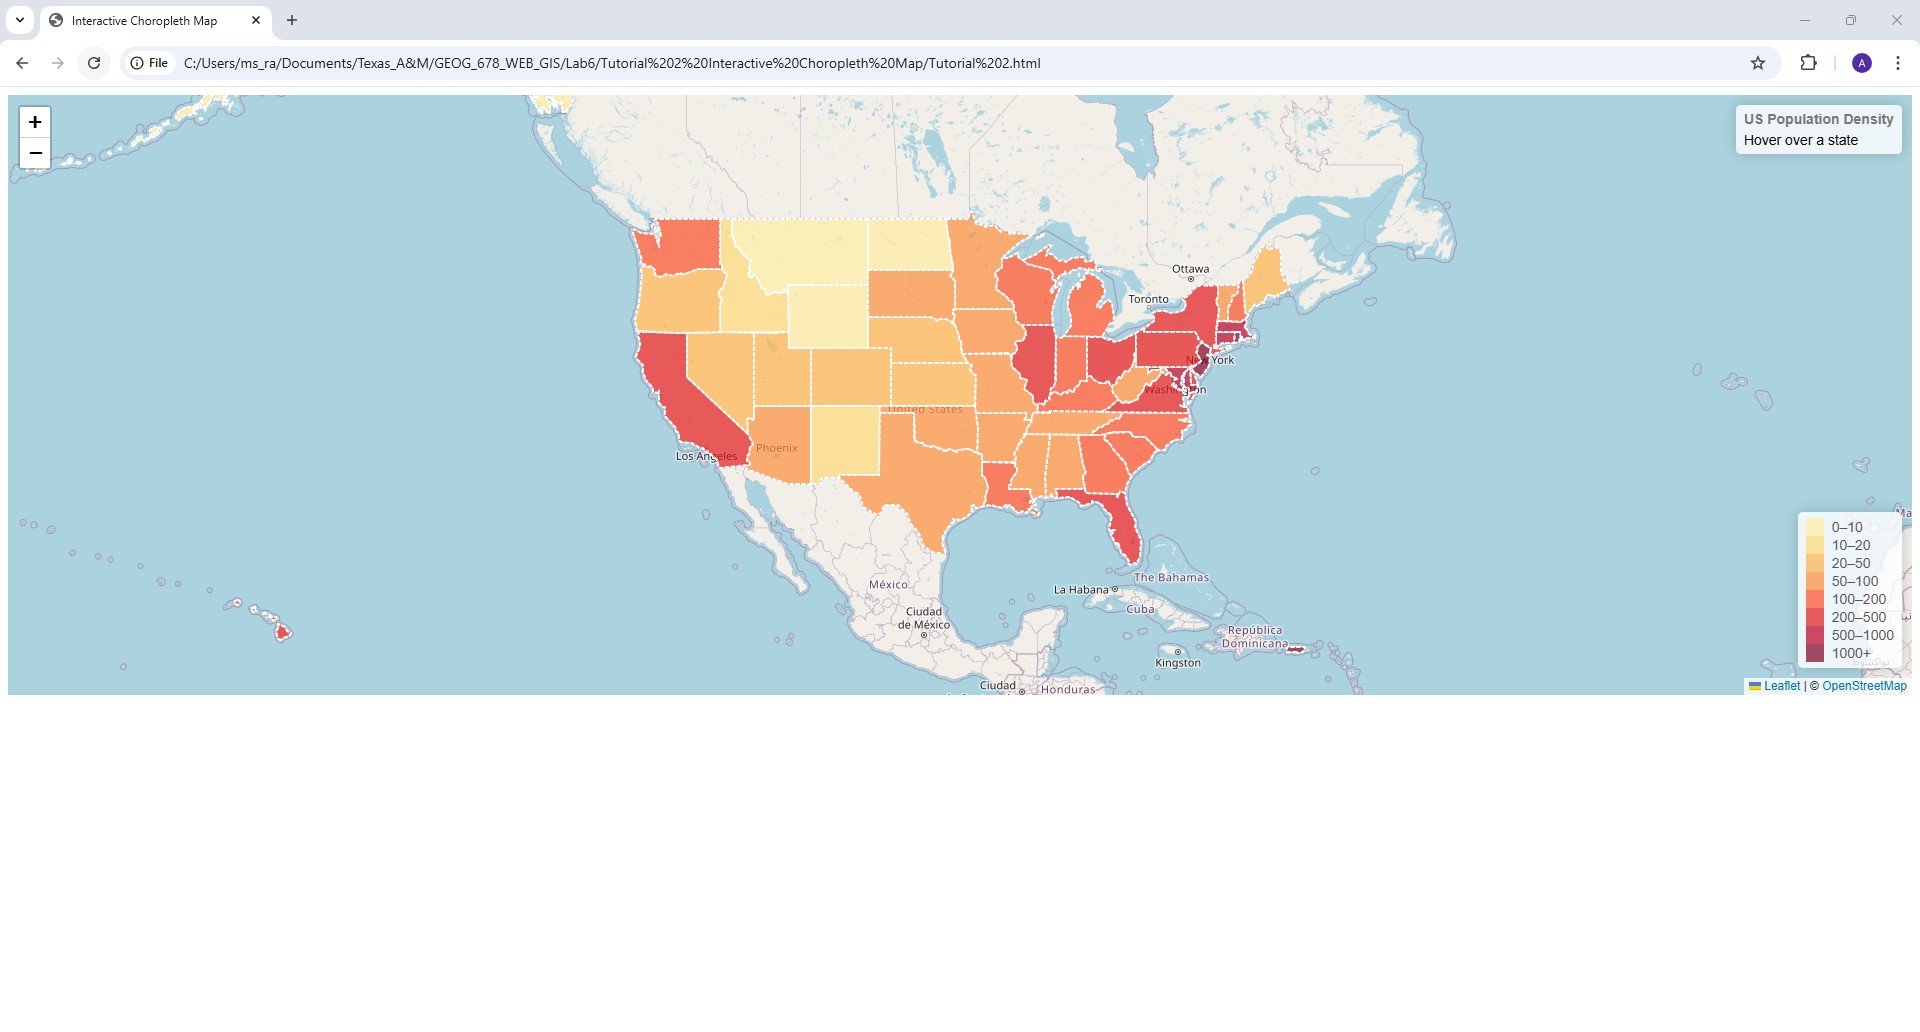 Interactive Choropleth Map
File
C:/Users/ms_ra/Documents/Texas_A&M/GEOG_678_WEB_GIS/Lab6/Tutorial%202%20Interactive%20Choropleth%20Map/Tutorial%202.html
A
+
−
US Population Density
Hover over a state
Ottawa
Toronto
New York
Washington
United States
Phoenix
Los Angeles
México
Ciudad
de México
La Habana
The Bahamas
Cuba
República
Dominicana
Kingston
Ciudad
Honduras
Ma
0–10
10–20
20–50
50–100
100–200
200–500
500–1000
1000+
Leaflet | © OpenStreetMap